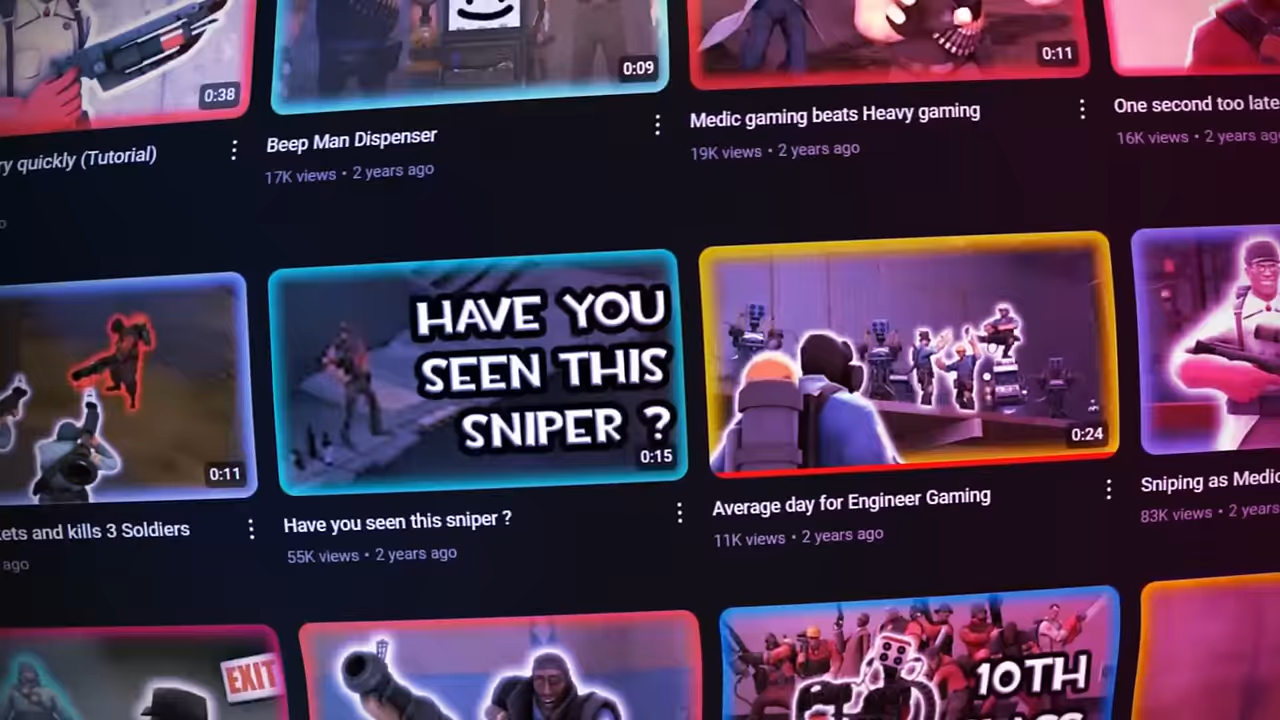 0:38
0:09
0:11
ry quickly (Tutorial)
Beep Man Dispenser
17K views • 2 years ago
Medic gaming beats Heavy gaming
19K views • 2 years ago
One second too late
16K views • 2 years ag
o
HAVE YOU
SEEN THIS
SNIPER ?
0:11
0:15
0:24
ets and kills 3 Soldiers
ago
Have you seen this sniper ?
55K views • 2 years ago
Average day for Engineer Gaming
11K views • 2 years ago
Sniping as Medic
83K views • 2 years
EXIT
10TH